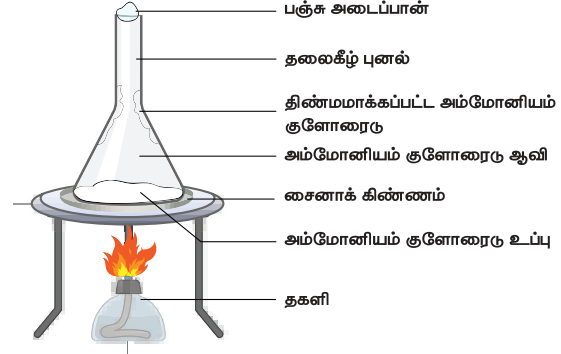 பஞ்சு அடைப்பான்
தலைகீழ் புனல்
திண்மமாக்கப்பட்ட அம்மோனியம்
குளோரைடு
அம்மோனியம் குளோரைடு ஆவி
சைனாக் கிண்ணம்
அம்மோனியம் குளோரைடு உப்பு
தகளி